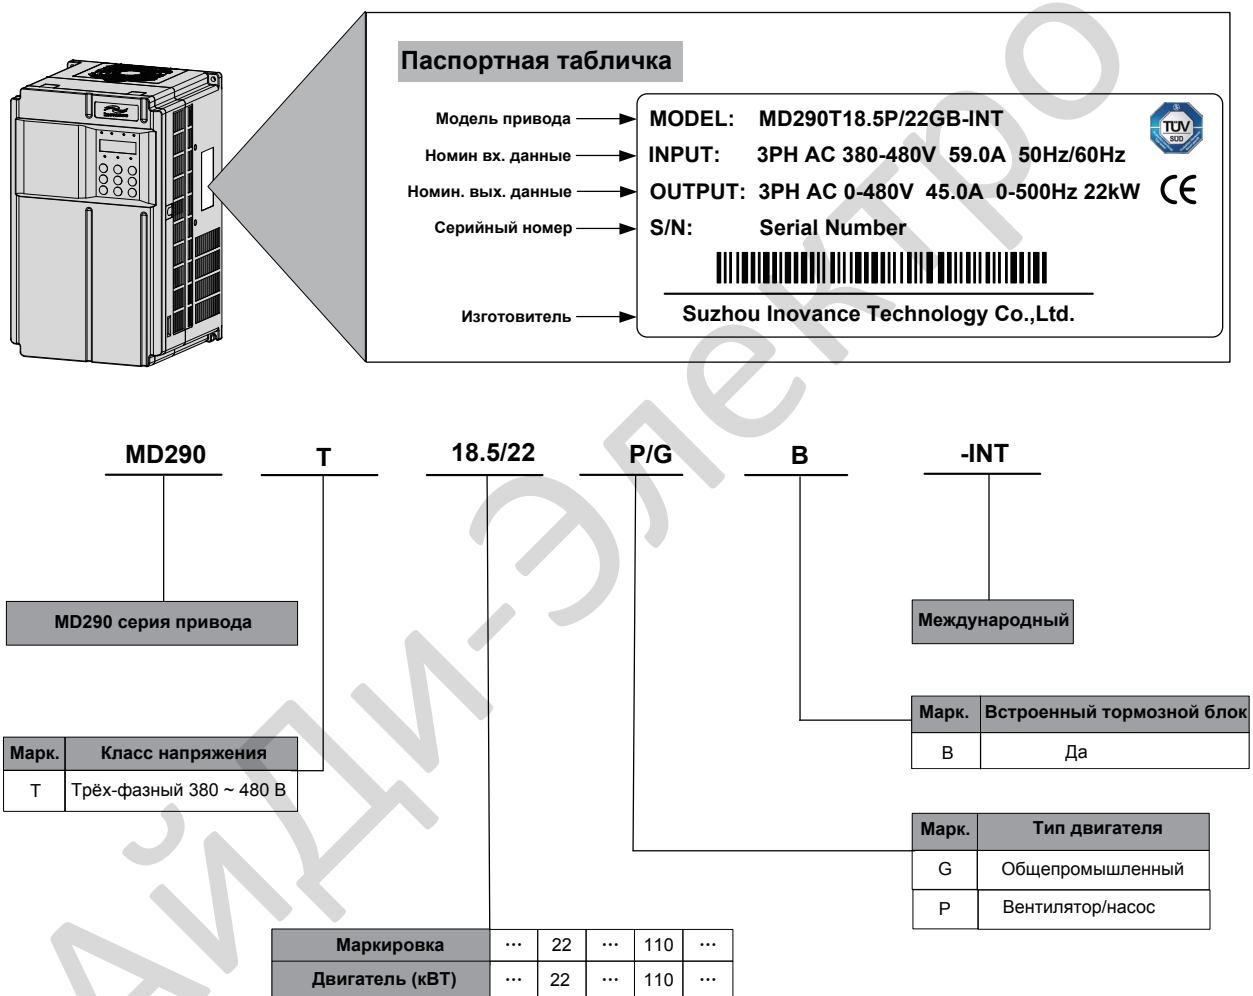 Паспортная табличка
Модель привода
MODEL: MD290T18.5P/22GB-INT
Номин вх. данные
INPUT: 3PH AC 380-480V 59.0A 50Hz/60Hz
Номин. вых. данные
OUTPUT: 3PH AC 0-480V 45.0A 0-500Hz 22kW
Серийный номер
S/N: Serial Number
Изготовитель
Suzhou Inovance Technology Co.,Ltd.
TÜV
SÜD
CE
MD290 T 18.5/22 P/G B -INT
MD290 серия привода
Международный
Марк. Встроенный тормозной блок
B Да
Марк. Класс напряжения
T Трёх-фазный 380 ~ 480 В
Марк. Тип двигателя
G Общепромышленный
P Вентилятор/насос
Маркировка ... 22 ... 110 ...
Двигатель (кВТ) ... 22 ... 110 ...
АйДи-Электро